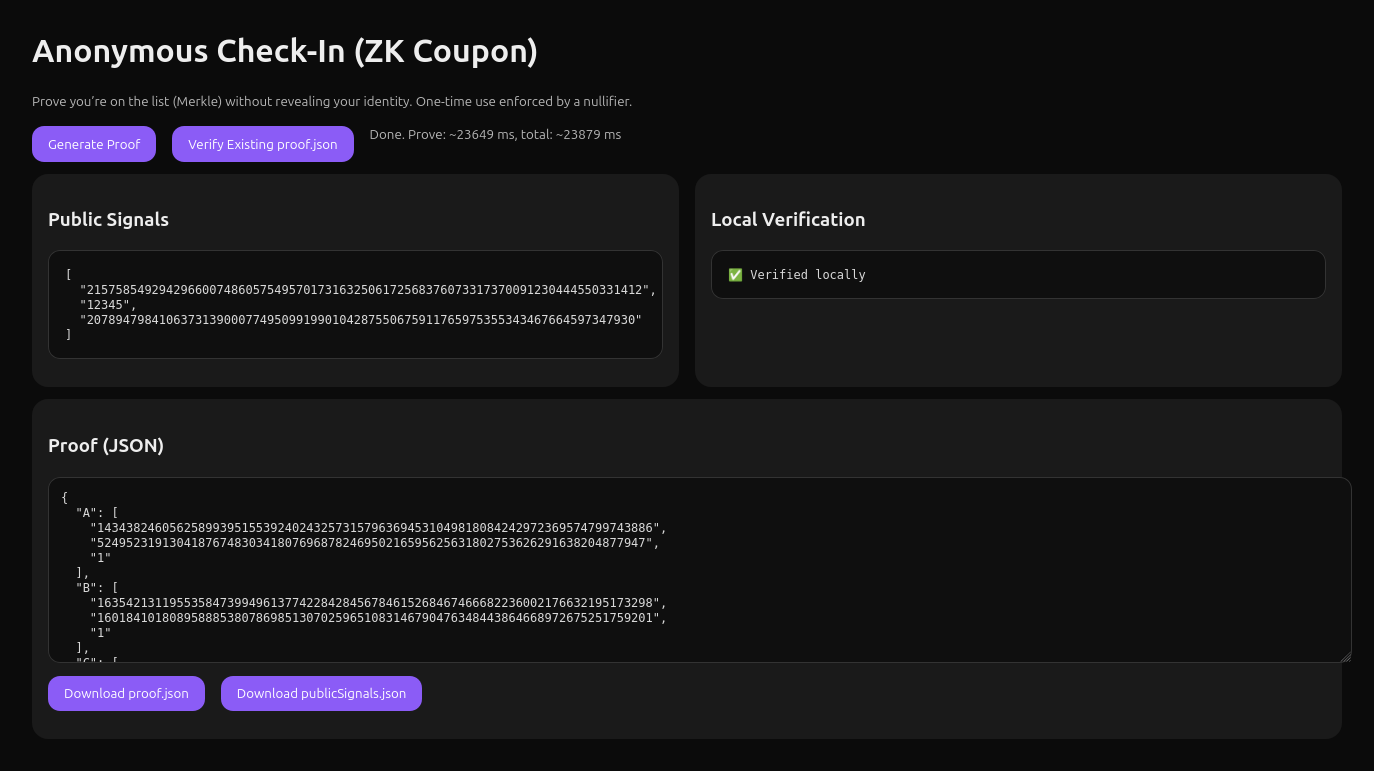 Anonymous Check-In (ZK Coupon)
Prove you’re on the list (Merkle) without revealing your identity. One-time use enforced by a nullifier.
Generate Proof
Verify Existing proof.json
Done. Prove: ~23649 ms, total: ~23879 ms
Public Signals
[
"21575854929429660074860575495701731632506172568376073317370091230444550331412",
"12345",
"2078947984106373139000774950991990104287550675911765975355343467664597347930"
]
Local Verification
✅ Verified locally
Proof (JSON)
{
"A": [
"14343824605625899395155392402432573157963694531049818084242972369574799743886",
"5249523191304187674830341807696878246950216595625631802753626291638204877947",
"1"
],
"B": [
"16354213119553584739949613774228428456784615268467466682236002176632195173298",
"16018410180895888538078698513070259651083146790476348443864668972675251759201",
"1"
],
"C": [
Download proof.json
Download publicSignals.json